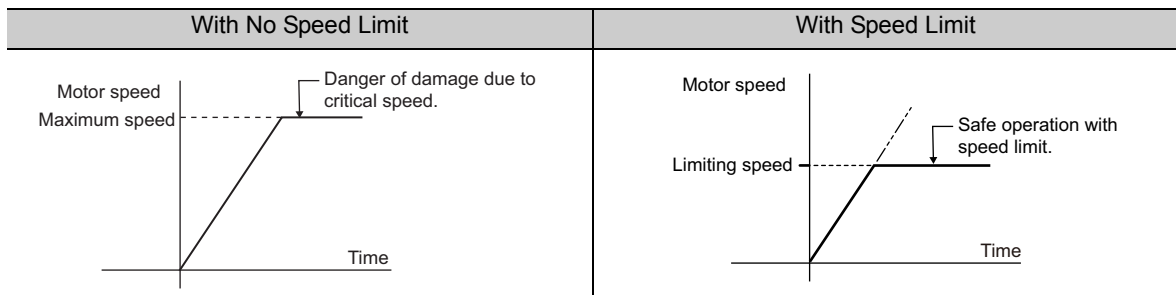 With No Speed Limit
With Speed Limit
Motor speed
Maximum speed
Danger of damage due to
critical speed.
Time
Motor speed
Limiting speed
Safe operation with
speed limit.
Time